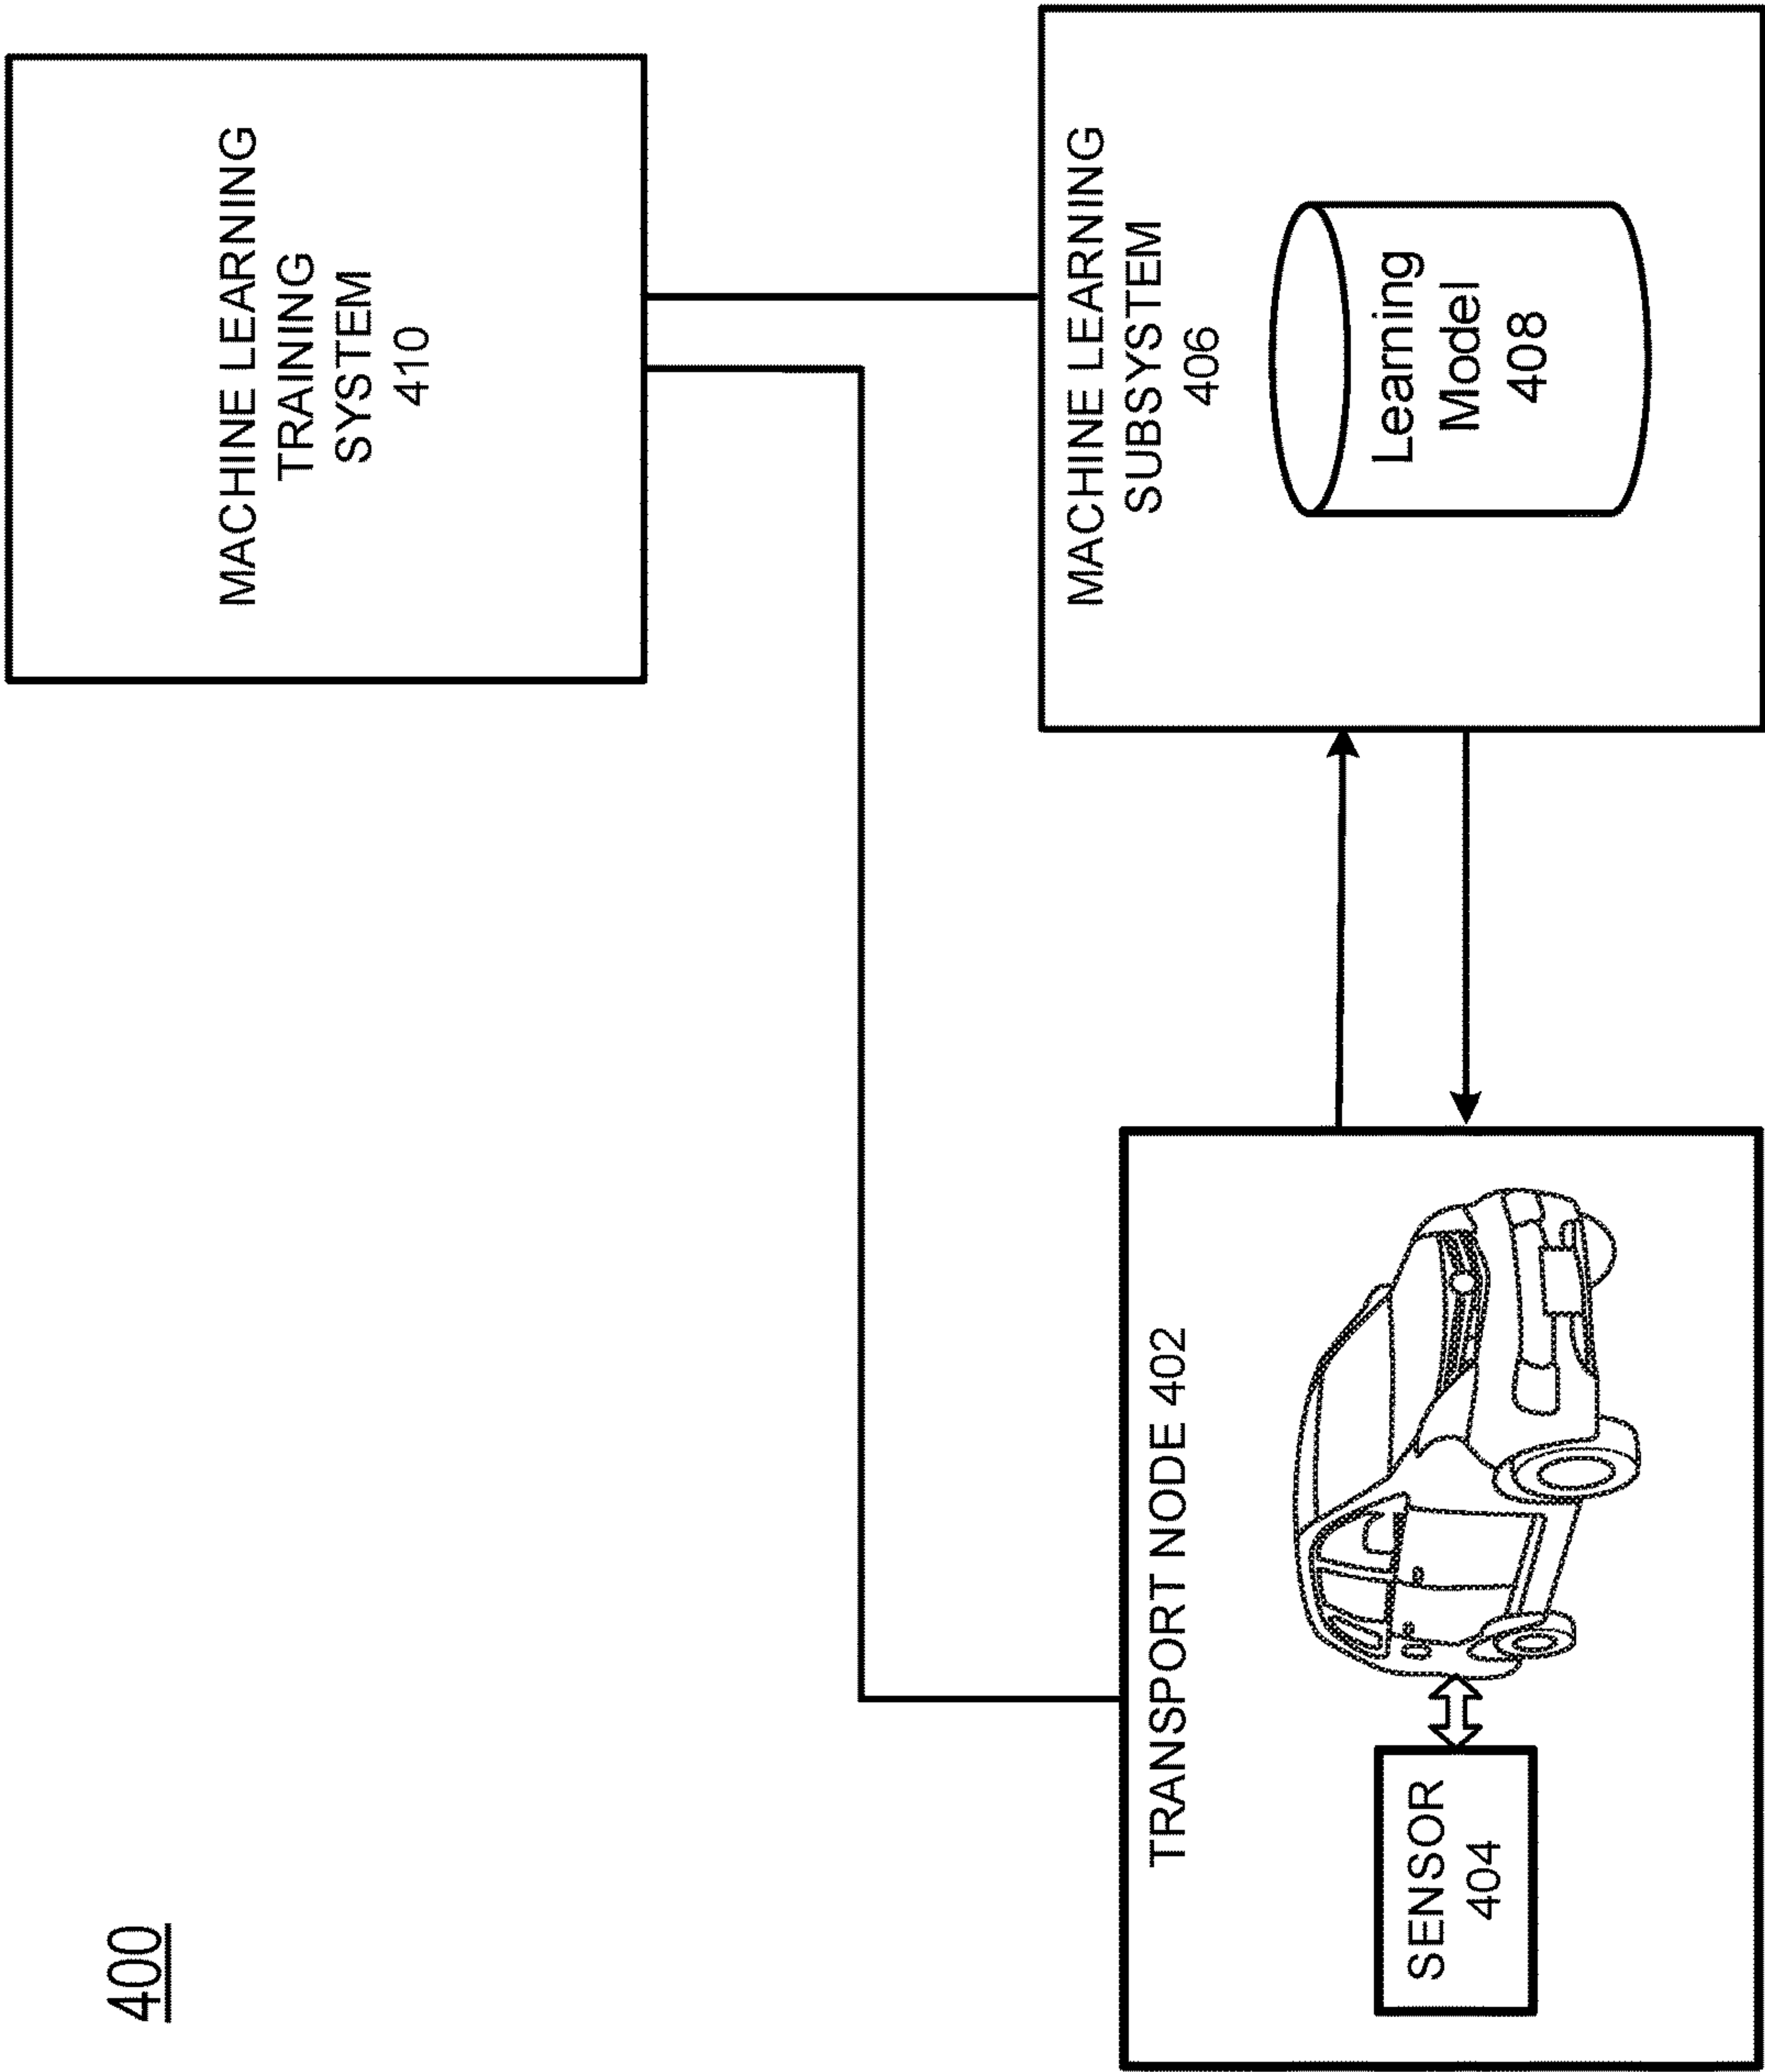 400
MACHINE LEARNING
TRAINING
SYSTEM
410
TRANSPORT NODE 402
SENSOR
404
MACHINE LEARNING
SUBSYSTEM
406
Learning
Model
408